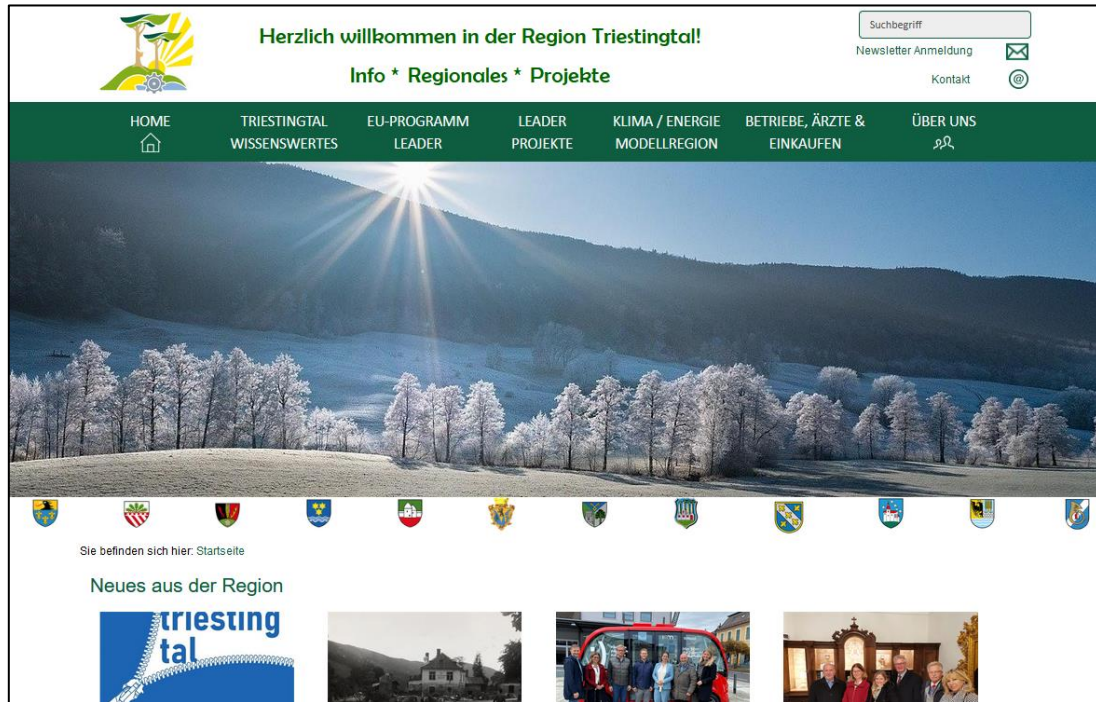 Herzlich willkommen in der Region Triestingtal!
Info * Regionales * Projekte
Suchbegriff
Newsletter Anmeldung
Kontakt
HOME
TRIESTINGTAL
WISSENSWERTES
EU-PROGRAMM
LEADER
LEADER
PROJEKTE
KLIMA / ENERGIE
MODELLREGION
BETRIEBE, ÄRZTE &
EINKAUFEN
ÜBER UNS
Sie befinden sich hier: Startseite
Neues aus der Region
triesting
tal